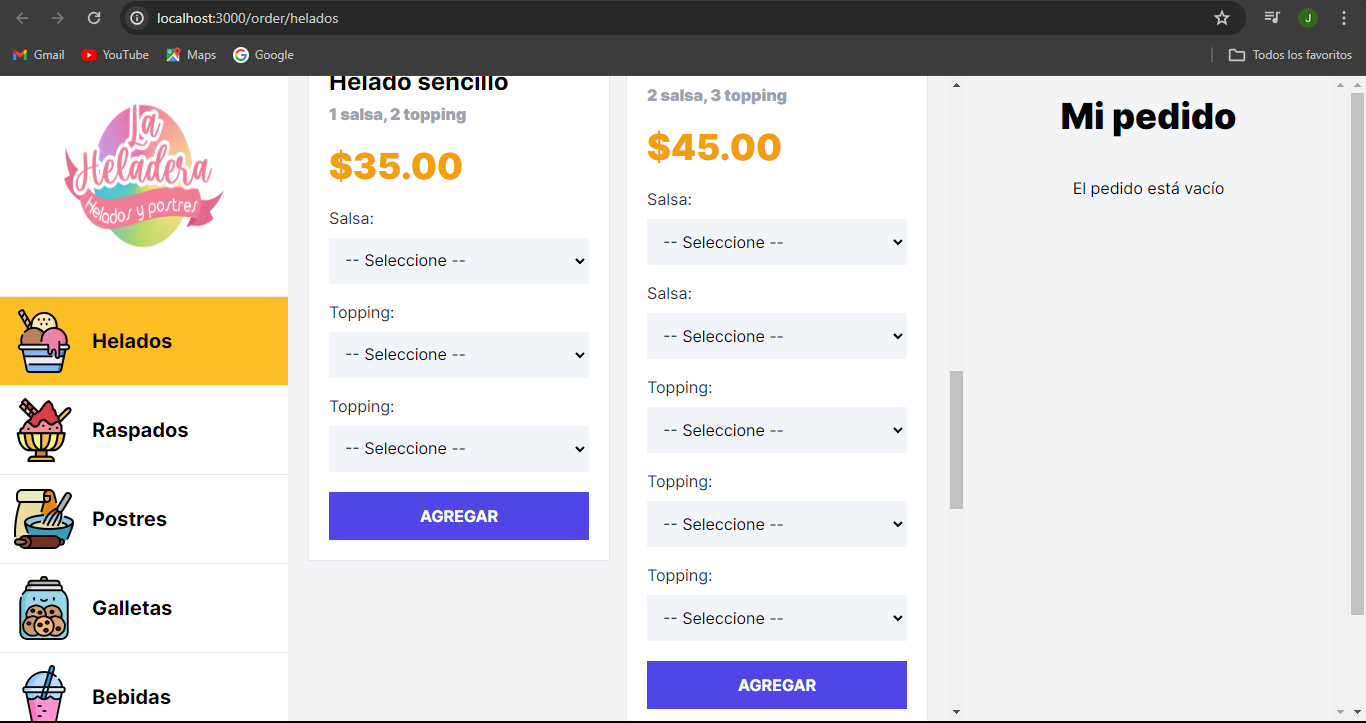 localhost:3000/order/helados
J
Gmail
YouTube
Maps
Google
Todos los favoritos
La
Heladera
Helados y postres
Helados
Raspados
Postres
Galletas
Bebidas
Helado sencillo
1 salsa, 2 topping
$35.00
Salsa:
-- Seleccione --
Topping:
-- Seleccione --
Topping:
-- Seleccione --
AGREGAR
2 salsa, 3 topping
$45.00
Salsa:
-- Seleccione --
Salsa:
-- Seleccione --
Topping:
-- Seleccione --
Topping:
-- Seleccione --
Topping:
-- Seleccione --
AGREGAR
Mi pedido
El pedido está vacío